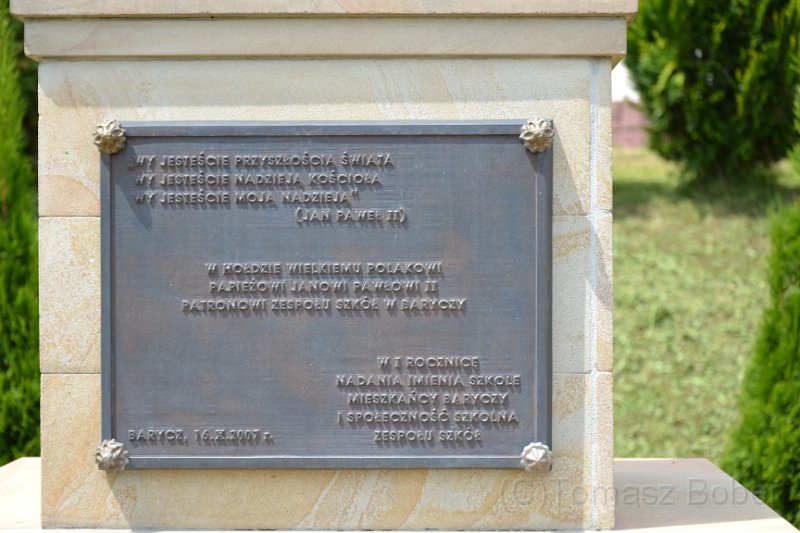 „WY JESTEŚCIE PRZYSZŁOŚCIĄ ŚWIATA
WY JESTEŚCIE NADZIEJĄ KOŚCIOŁA
WY JESTEŚCIE MOJĄ NADZIEJĄ”
(JAN PAWEŁ II)
W HOŁDZIE WIELKIEMU POLAKOWI
PAPIEŻOWI JANOWI PAWŁOWI II
PATRONOWI ZESPOŁU SZKÓŁ W BARYCZY
W I ROCZNICĘ
NADANIA IMIENIA SZKOLE
MIESZKAŃCY BARYCZY
I SPOŁECZNOŚĆ SZKOLNA
ZESPOŁU SZKÓŁ
BARYCZ, 16.X.2007 r.
©Tomasz Bober